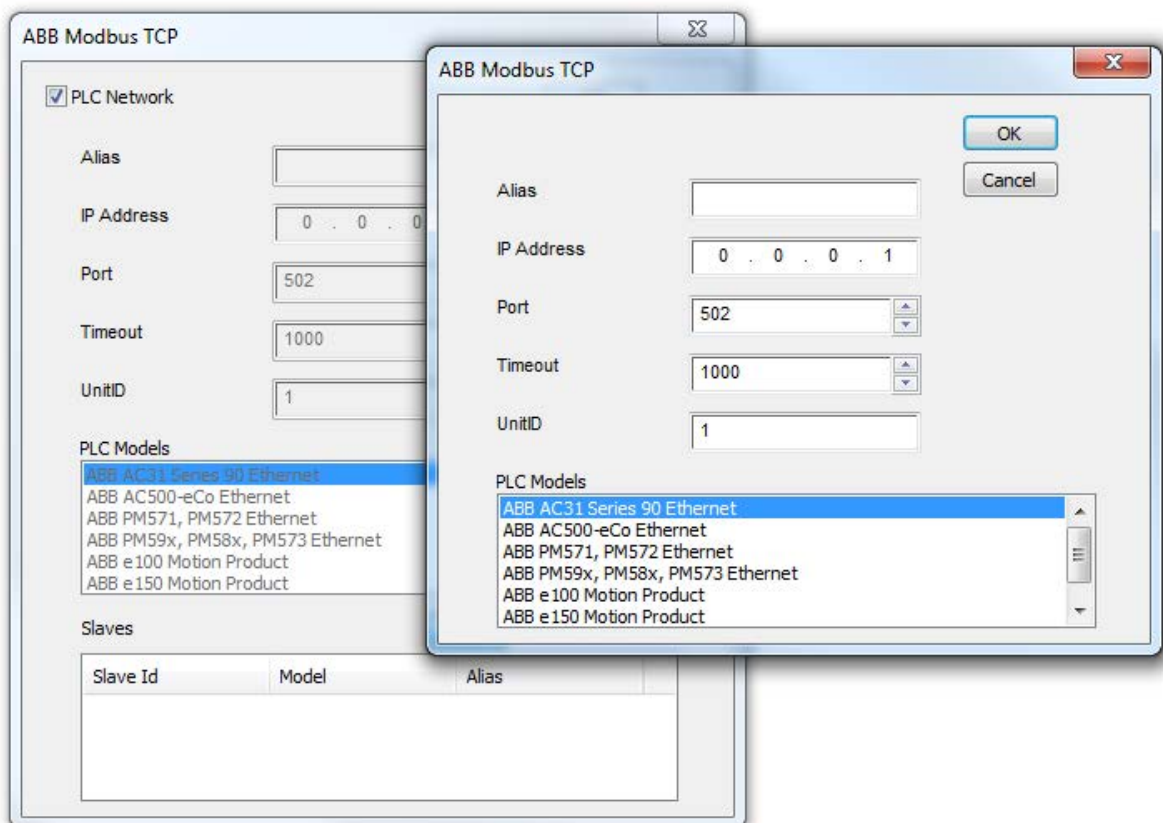 ABB Modbus TCP
PLC Network
Alias
IP Address 0 . 0 . 0
Port 502
Timeout 1000
UnitID 1
PLC Models
ABB AC31 Series 90 Ethernet
ABB AC500-eCo Ethernet
ABB PM571, PM572 Ethernet
ABB PM59x, PM58x, PM573 Ethernet
ABB e100 Motion Product
ABB e150 Motion Product
Slaves
Slave Id Model Alias
ABB Modbus TCP
OK
Cancel
Alias
IP Address 0 . 0 . 0 . 1
Port 502
Timeout 1000
UnitID 1
PLC Models
ABB AC31 Series 90 Ethernet
ABB AC500-eCo Ethernet
ABB PM571, PM572 Ethernet
ABB PM59x, PM58x, PM573 Ethernet
ABB e100 Motion Product
ABB e150 Motion Product